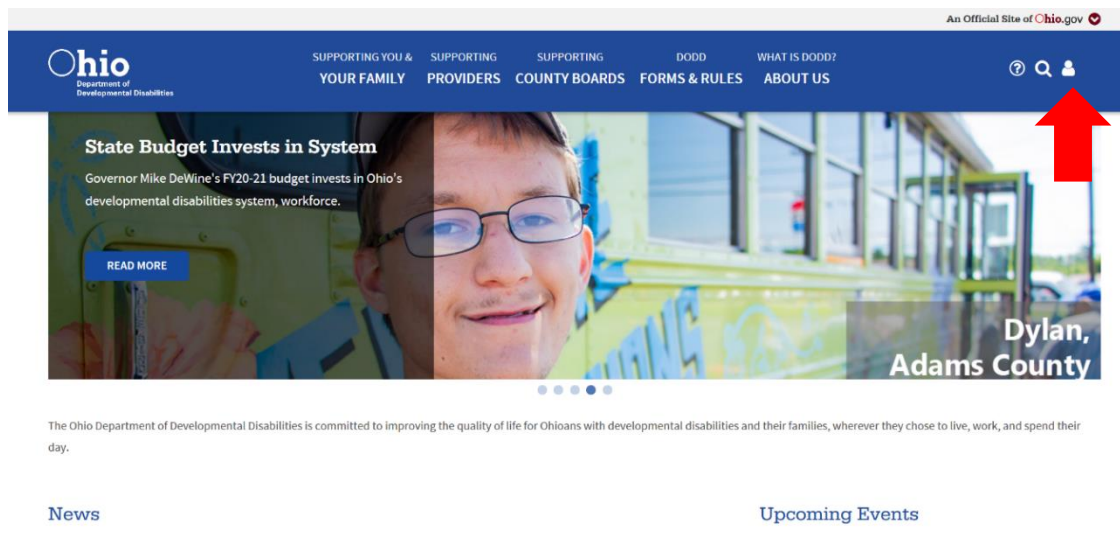 An Official Site of Ohio.gov
Ohio
Department of
Developmental Disabilities
SUPPORTING YOU &
YOUR FAMILY
SUPPORTING
PROVIDERS
SUPPORTING
COUNTY BOARDS
DODD
FORMS & RULES
WHAT IS DODD?
ABOUT US
State Budget Invests in System
Governor Mike DeWine's FY20-21 budget invests in Ohio's
developmental disabilities system, workforce.
READ MORE
Dylan,
Adams County
The Ohio Department of Developmental Disabilities is committed to improving the quality of life for Ohioans with developmental disabilities and their families, wherever they chose to live, work, and spend their
day.
News
Upcoming Events